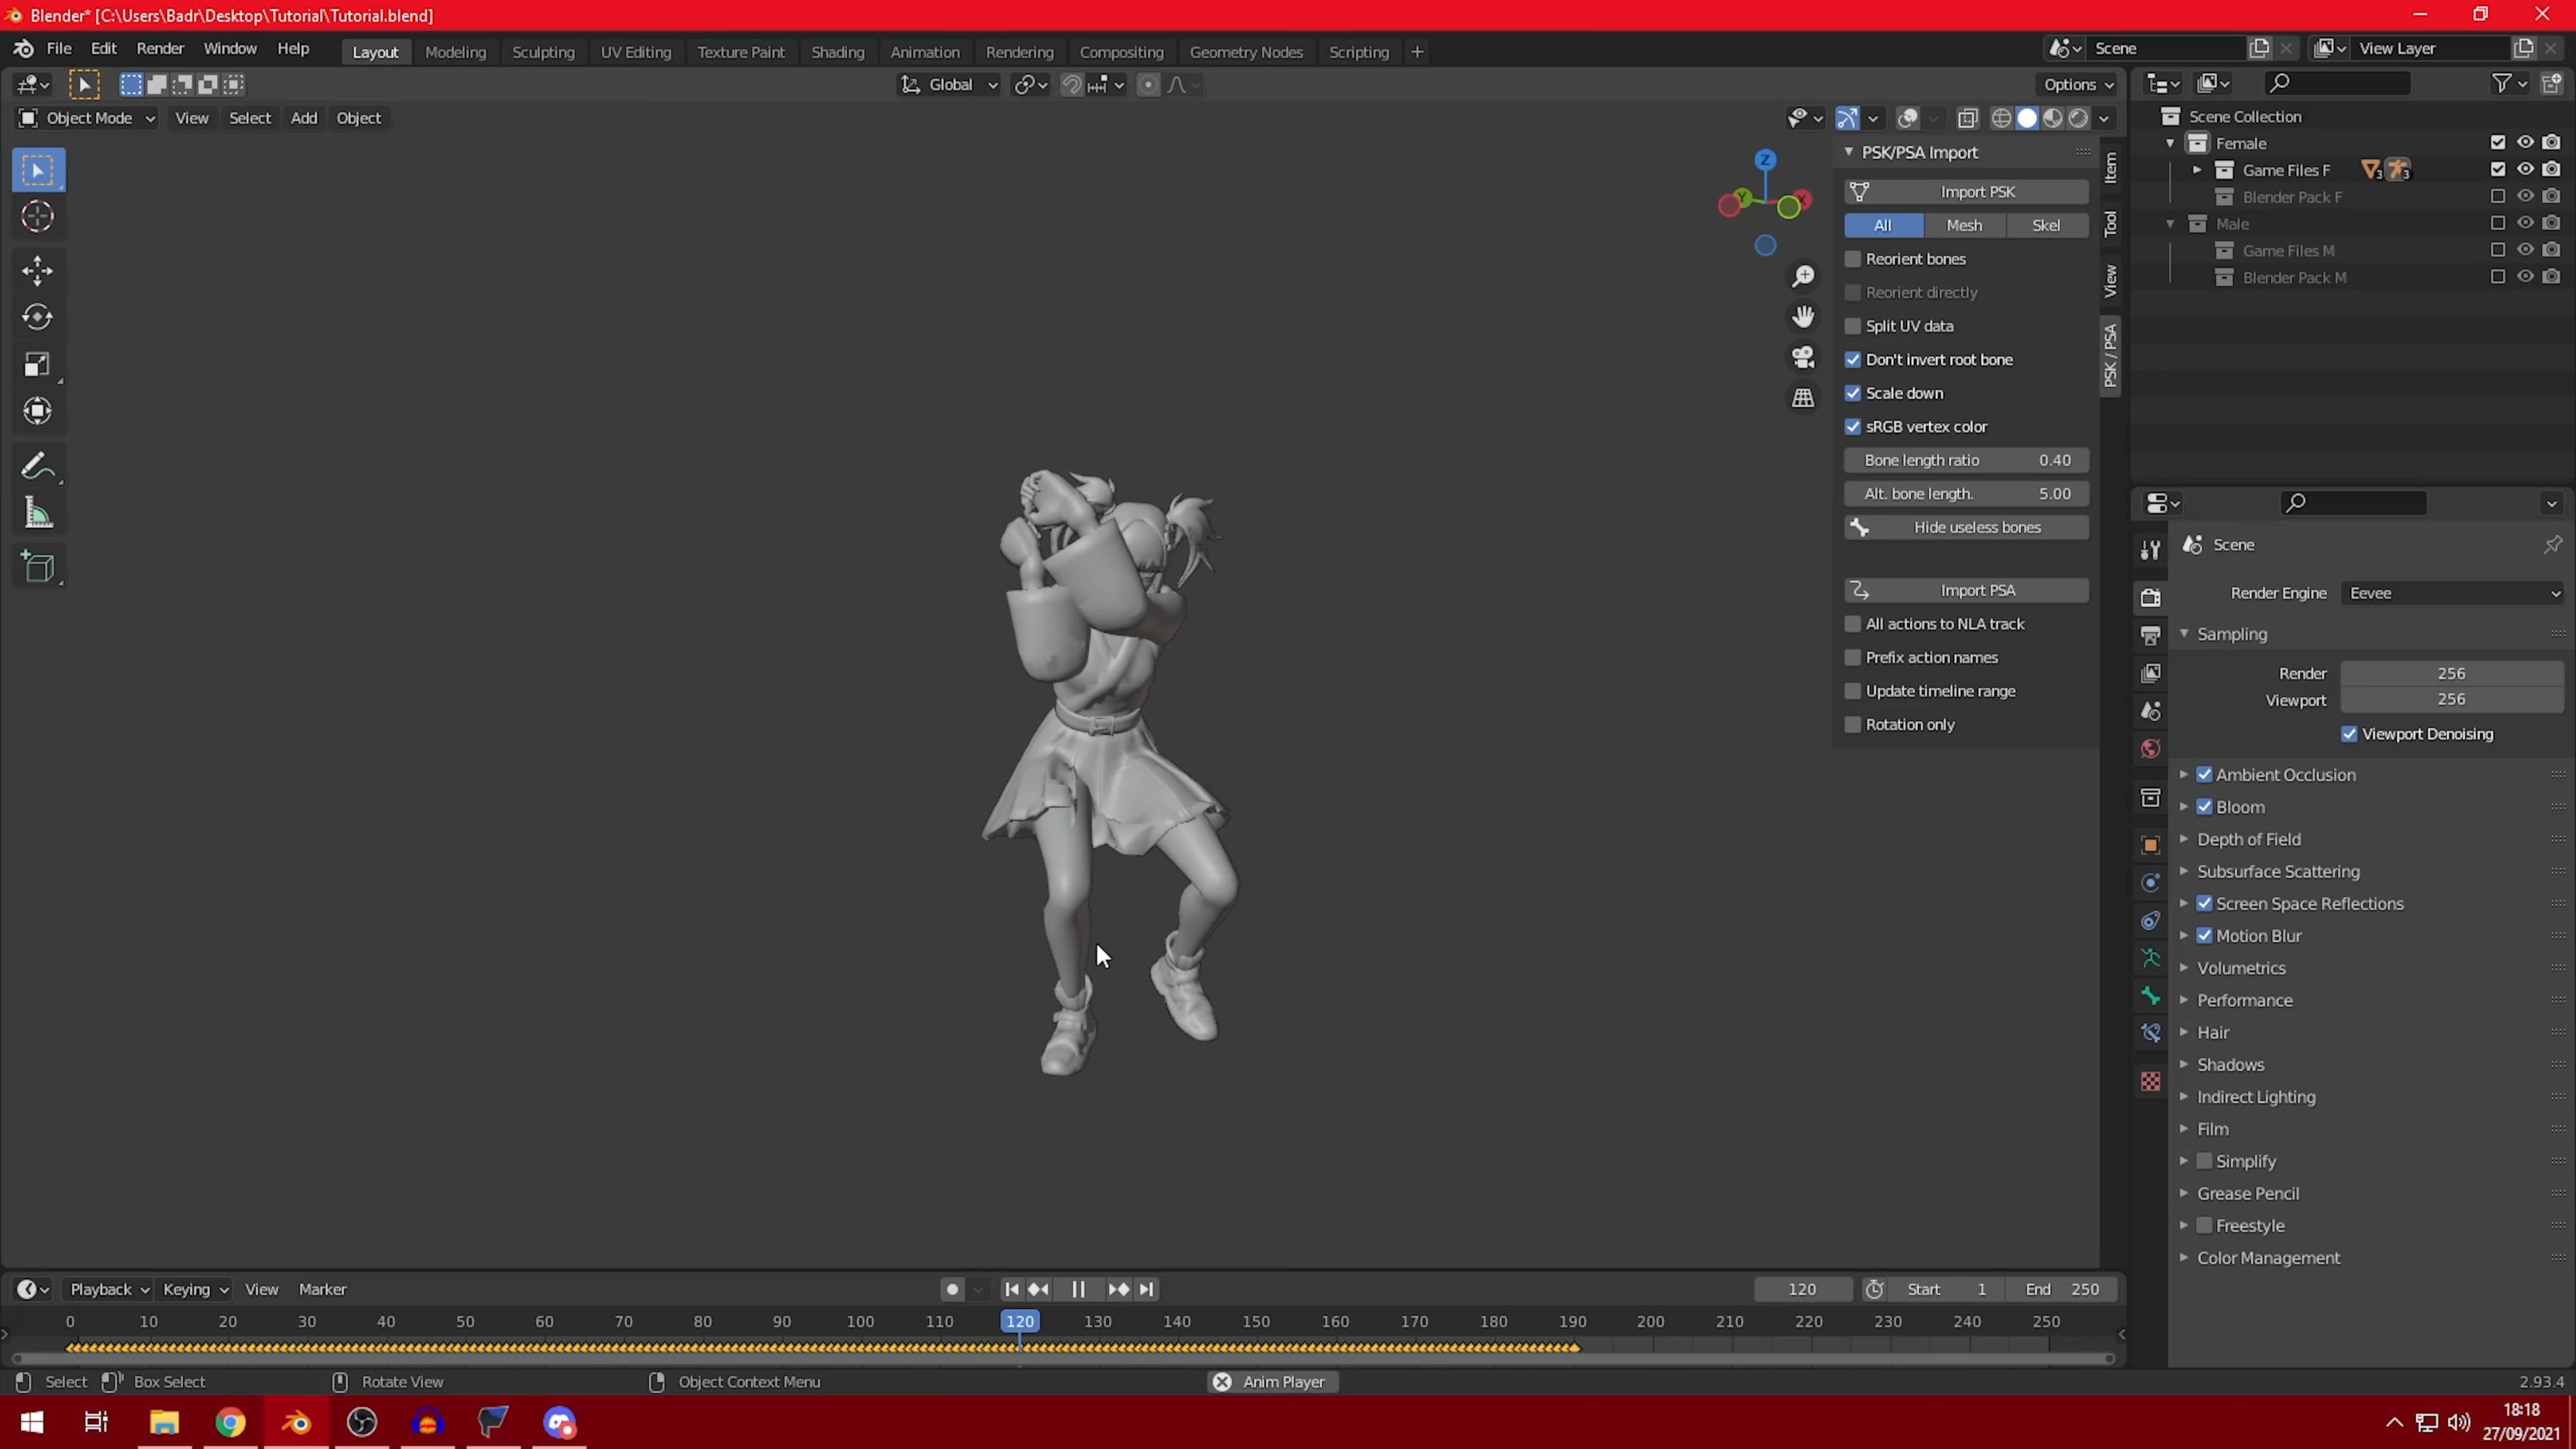 Blender* [C:\Users\Badr\Desktop\Tutorial\Tutorial.blend]
File Edit Render Window Help Layout Modeling Sculpting UV Editing Texture Paint Shading Animation Rendering Compositing Geometry Nodes Scripting + Scene View Layer
Global Options
Object Mode View Select Add Object
Scene Collection
Female
Game Files F 3 3
Blender Pack F
Male
Game Files M
Blender Pack M
Z
Y X
PSK/PSA Import
Import PSK
All Mesh Skel
Reorient bones
Reorient directly
Split UV data
Don't invert root bone
Scale down
sRGB vertex color
Bone length ratio 0.40
Alt. bone length. 5.00
Hide useless bones
Import PSA
All actions to NLA track
Prefix action names
Update timeline range
Rotation only
Item
Tool
View
PSK / PSA
Scene
Render Engine Eevee
Sampling
Render 256
Viewport 256
Viewport Denoising
Ambient Occlusion
Bloom
Depth of Field
Subsurface Scattering
Screen Space Reflections
Motion Blur
Volumetrics
Performance
Hair
Shadows
Indirect Lighting
Film
Simplify
Grease Pencil
Freestyle
Color Management
Playback Keying View Marker 120 Start 1 End 250
0 10 20 30 40 50 60 70 80 90 100 110 120 130 140 150 160 170 180 190 200 210 220 230 240 250
Select Box Select Rotate View Object Context Menu Anim Player 2.93.4
18:18
27/09/2021